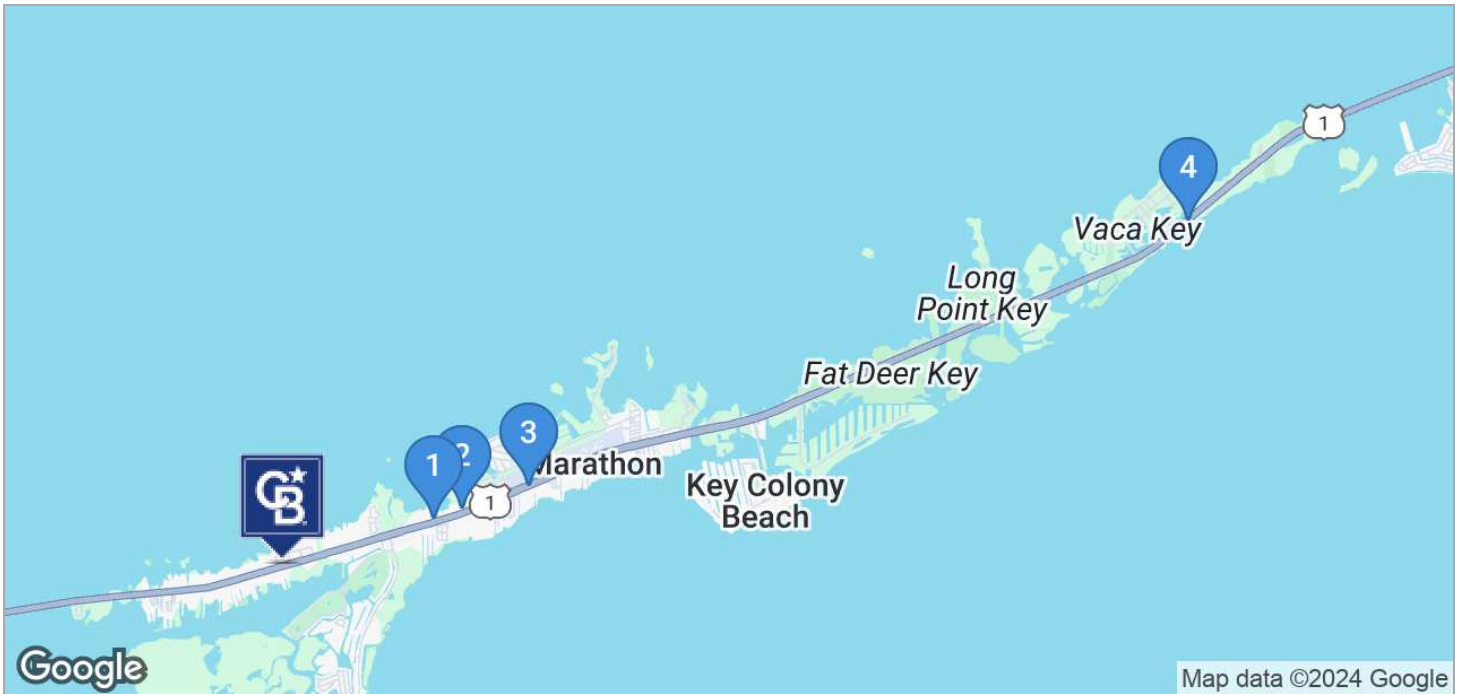 1
4
Vaca Key
Long
Point Key
Fat Deer Key
3
1
2
Marathon
1
Key Colony
Beach
CB
Google
Map data ©2024 Google